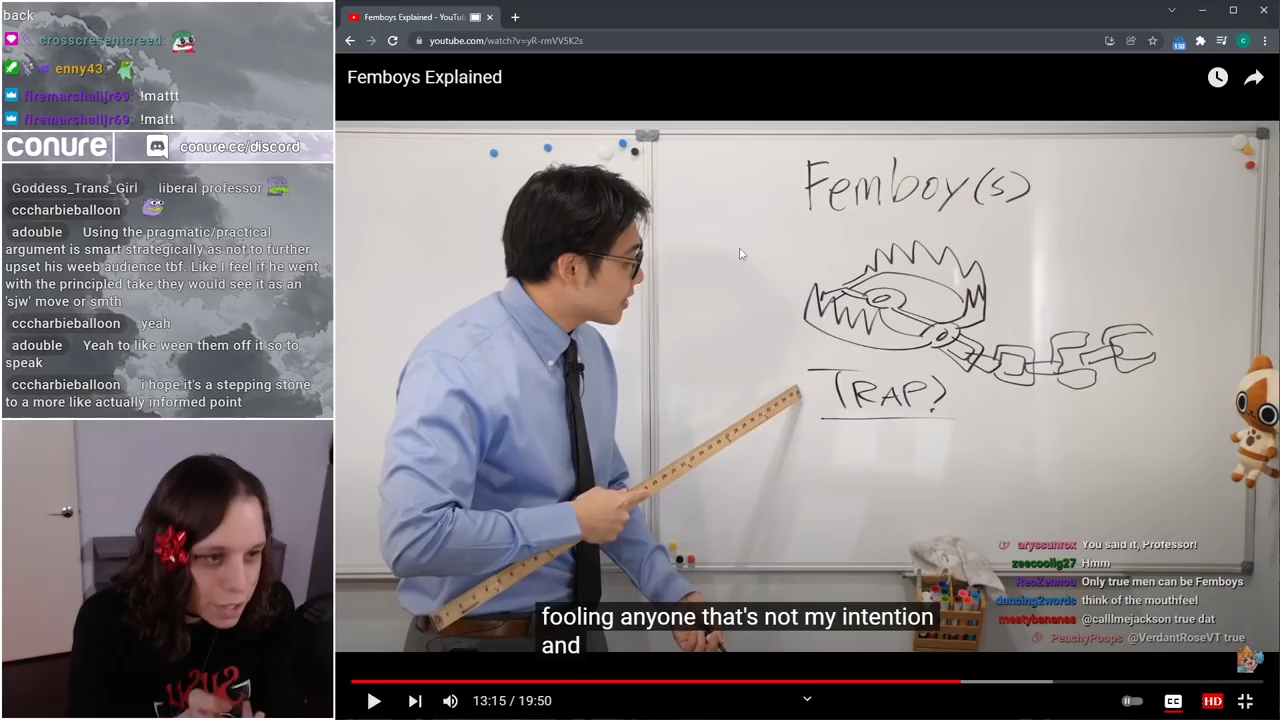 back
crosscresentcreed:
enny43
firemarshalljr69: !mattt
firemarshalljr69: !matt
conure
conure.cc/discord
Goddess_Trans_Girl liberal professor
cccharbieballoon
adouble Using the pragmatic/practical
argument is smart strategically as not to further
upset his weeb audience tbf. Like I feel if he went
with the principled take they would see it as an
'sjw' move or smth
cccharbieballoon yeah
adouble Yeah to like ween them off it so to
speak
cccharbieballoon i hope it's a stepping stone
to a more like actually informed point
Femboys Explained - YouTub
youtube.com/watch?v=yR-rmVV5K2s
130
c
Femboys Explained
Femboy(s)
TRAP?
aryssunfox You said it, Professor!
zeecoolig27 Hmm
ReoZennou Only true men can be Femboys
dancing2words think of the mouthfeel
meatybananas @calllmejackson true dat
PeachyPoups @VerdantRoseVT true
fooling anyone that's not my intention
and
13:15 / 19:50
CC
HD